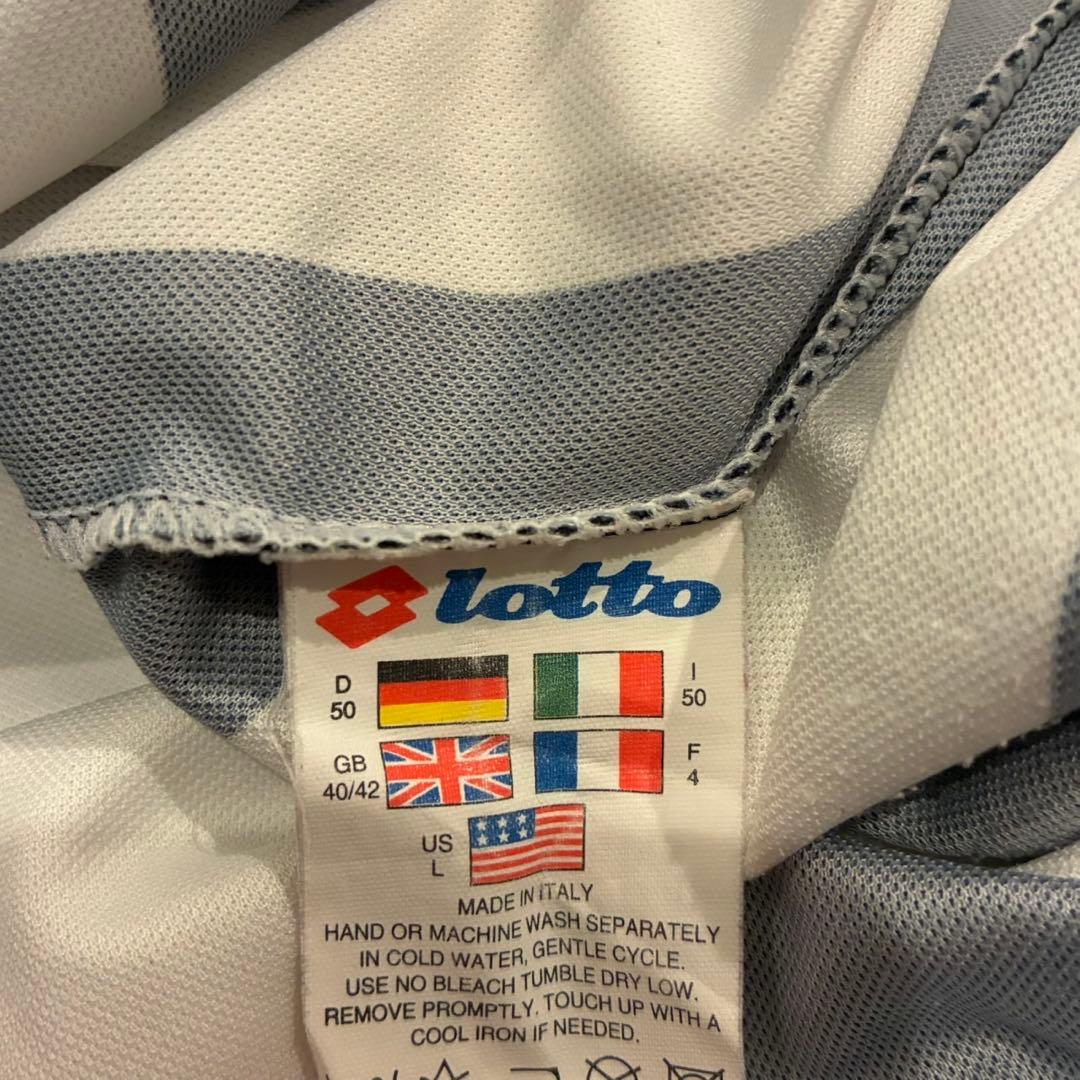 lotto
D
50
I
50
GB
40/42
F
4
US
L
MADE IN ITALY
HAND OR MACHINE WASH SEPARATELY
IN COLD WATER, GENTLE CYCLE.
USE NO BLEACH TUMBLE DRY LOW.
REMOVE PROMPTLY. TOUCH UP WITH A
COOL IRON IF NEEDED.